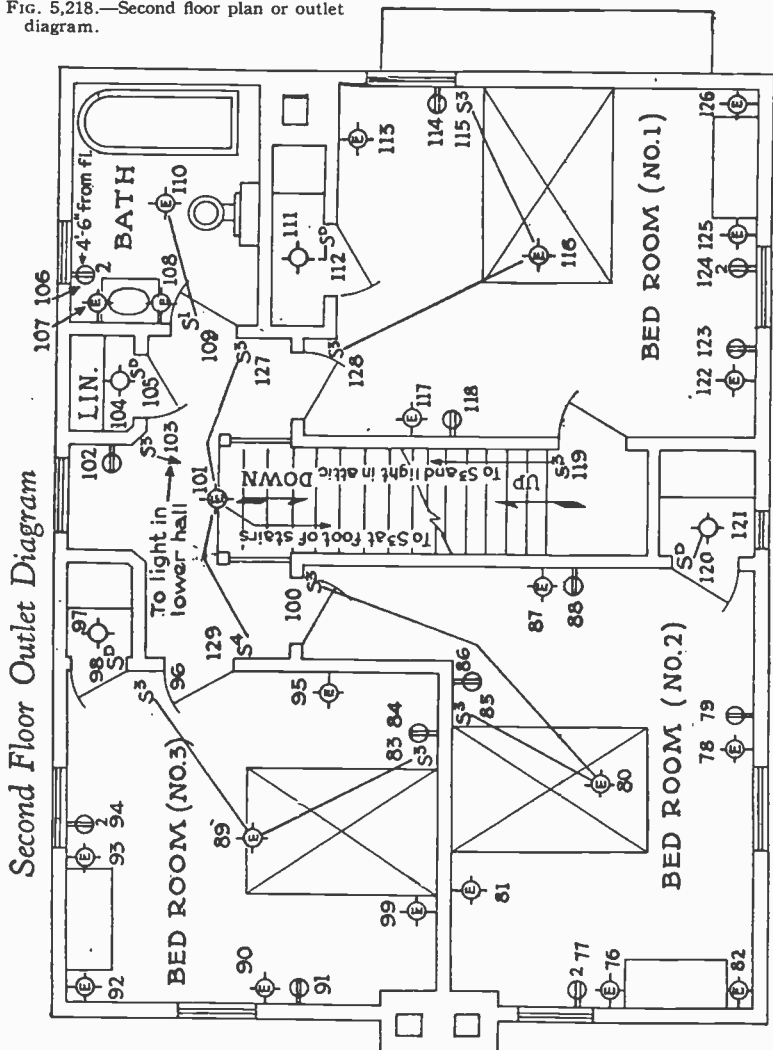 FIG. 5,218.—Second floor plan or outlet
diagram.
Second Floor Outlet Diagram
BATH
4'-6" from fl.
106
2
107
108
110
S¹
109
LIN.
104
S^D
105
102
S³
103
To light in
lower hall
101
S³
127
111
S^D
112
113
114
S³
115
E
116
S³
128
E
117
118
BED ROOM (NO.1)
122
123
2
124
125
126
DOWN
UP
To S³ and light in attic
To S³ at foot of stairs
S³
119
S^D
120
121
97
98
S^D
S³
96
129
S⁴
S³
100
95
83
84
S³
89
E
94
2
93
92
BED ROOM (NO.3)
90
91
99
86
S³
85
87
88
80
E
81
BED ROOM (NO.2)
79
78
2
77
76
82